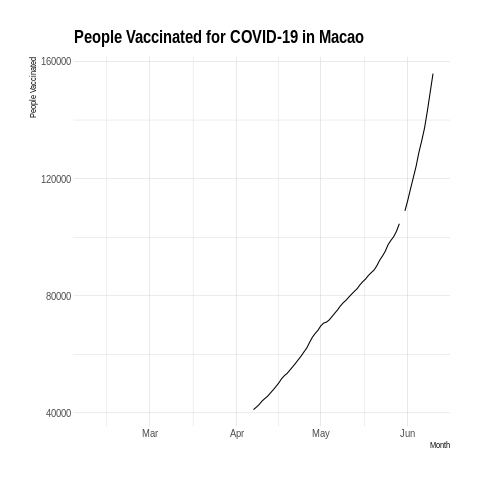 People Vaccinated for COVID-19 in Macao
People Vaccinated
160000
120000
80000
40000
Mar Apr May Jun
Month